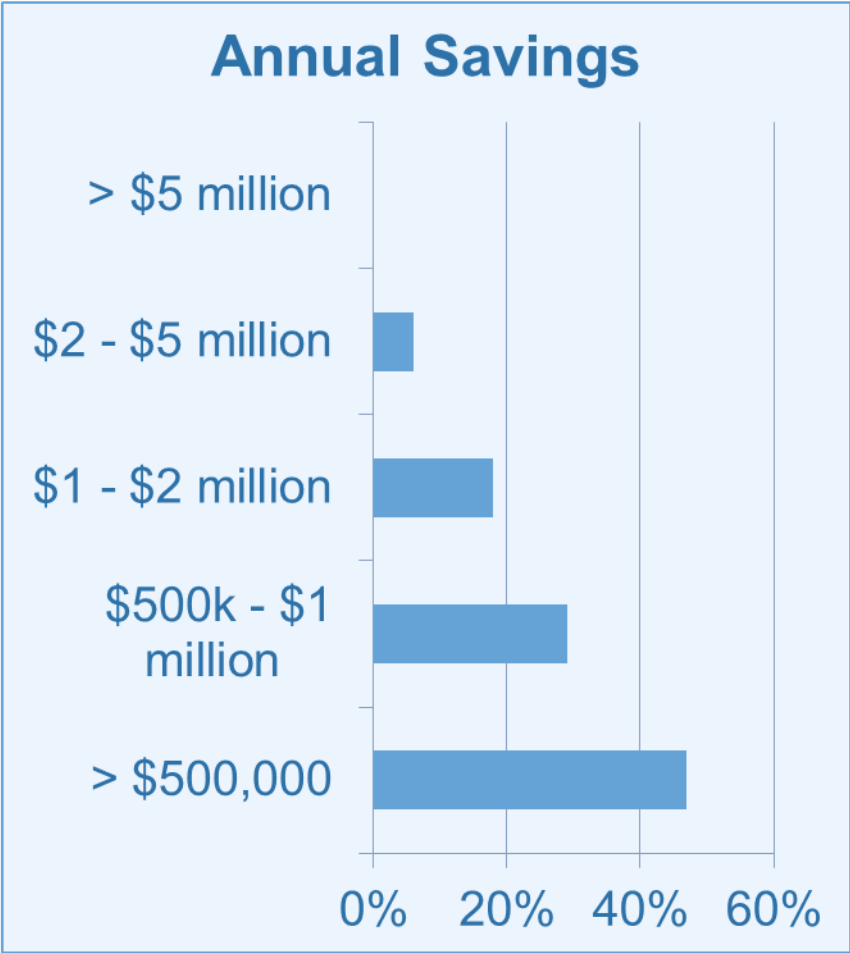 Annual Savings
> $5 million
$2 - $5 million
$1 - $2 million
$500k - $1
million
> $500,000
0% 20% 40% 60%